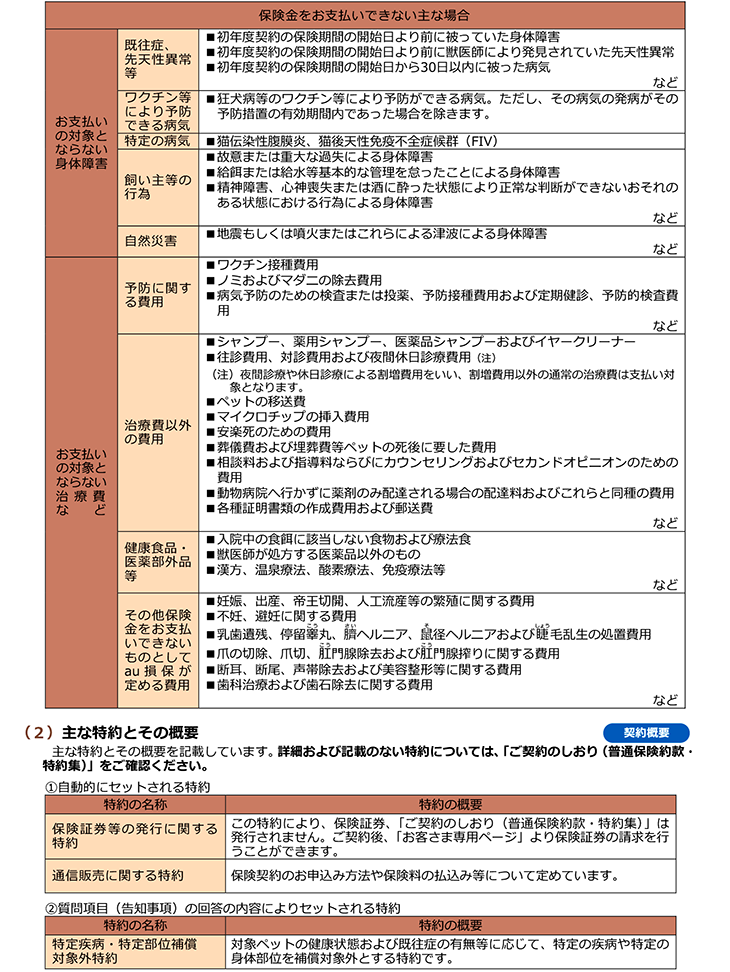 保険金をお支払いできない主な場合
お支払い
の対象と
ならない
身体障害
既往症、
先天性異常
等
■初年度契約の保険期間の開始日より前に被っていた身体障害
■初年度契約の保険期間の開始日より前に獣医師により発見されていた先天性異常
■初年度契約の保険期間の開始日から30日以内に被った病気
など
ワクチン等
により予防
できる病気
■狂犬病等のワクチン等により予防ができる病気。ただし、その病気の発病がその
予防措置の有効期間内であった場合を除きます。
特定の病気
■猫伝染性腹膜炎、猫後天性免疫不全症候群（FIV）
飼い主等の
行為
■故意または重大な過失による身体障害
■給餌または給水等基本的な管理を怠ったことによる身体障害
■精神障害、心神喪失または酒に酔った状態により正常な判断ができないおそれの
ある状態における行為による身体障害
など
自然災害
■地震もしくは噴火またはこれらによる津波による身体障害
など
お支払い
の対象と
ならない
治療費
など
予防に関す
る費用
■ワクチン接種費用
■ノミおよびマダニの除去費用
■病気予防のための検査または投薬、予防接種費用および定期健診、予防的検査費
用
など
治療費以外
の費用
■シャンプー、薬用シャンプー、医薬品シャンプーおよびイヤークリーナー
■往診費用、対診費用および夜間休日診療費用（注）
（注）夜間診療や休日診療による割増費用をいい、割増費用以外の通常の治療費は支払い対
象となります。
■ペットの移送費
■マイクロチップの挿入費用
■安楽死のための費用
■葬儀費および埋葬費等ペットの死後に要した費用
■相談料および指導料ならびにカウンセリングおよびセカンドオピニオンのための
費用
■動物病院へ行かずに薬剤のみ配達される場合の配達料およびこれらと同種の費用
■各種証明書類の作成費用および郵送費
など
健康食品・
医薬部外品
等
■入院中の食餌に該当しない食物および療法食
■獣医師が処方する医薬品以外のもの
■漢方、温泉療法、酸素療法、免疫療法等
など
その他保険
金をお支払
いできない
ものとして
au損保が
定める費用
■妊娠、出産、帝王切開、人工流産等の繁殖に関する費用
■不妊、避妊に関する費用
■乳歯遺残、停留睾丸、臍ヘルニア、鼠径ヘルニアおよび睫毛乱生の処置費用
■爪の切除、爪切、肛門腺除去および肛門腺搾りに関する費用
■断耳、断尾、声帯除去および美容整形等に関する費用
■歯科治療および歯石除去に関する費用
など
（２）主な特約とその概要
契約概要
主な特約とその概要を記載しています。詳細および記載のない特約については、「ご契約のしおり（普通保険約款・
特約集）」をご確認ください。
①自動的にセットされる特約
特約の名称
特約の概要
保険証券等の発行に関する
特約
この特約により、保険証券、「ご契約のしおり（普通保険約款・特約集）」は
発行されません。ご契約後、「お客さま専用ページ」より保険証券の請求を行
うことができます。
通信販売に関する特約
保険契約のお申込み方法や保険料の払込み等について定めています。
②質問項目（告知事項）の回答の内容によりセットされる特約
特約の名称
特約の概要
特定疾病・特定部位補償
対象外特約
対象ペットの健康状態および既往症の有無等に応じて、特定の疾病や特定の
身体部位を補償対象外とする特約です。